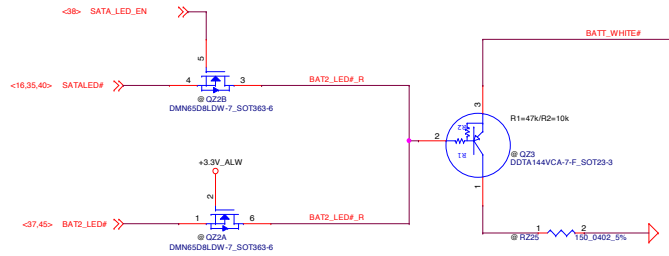 <38> SATA_LED_EN
BATT_WHITE#
5
<16,35,40> SATALED#
4
3
BAT2_LED#_R
@ QZ2B
DMN65D8LDW-7_SOT363-6
3
R1=47k/R2=10k
R2
2
R1
@ QZ3
DDTA144VCA-7-F_SOT23-3
+3.3V_ALW
2
1
<37,45> BAT2_LED#
1
6
BAT2_LED#_R
@ QZ2A
DMN65D8LDW-7_SOT363-6
1
2
@ RZ25
150_0402_5%